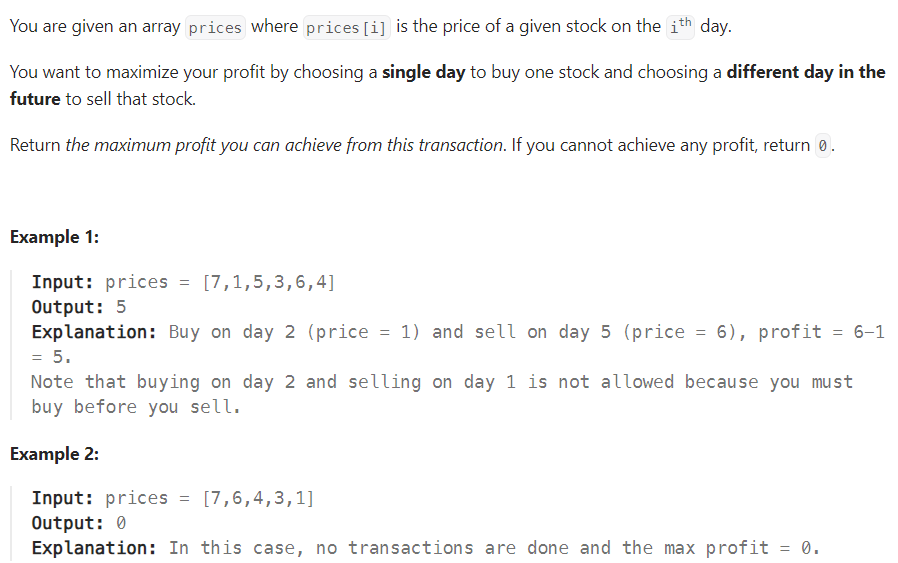 You are given an array prices where prices[i] is the price of a given stock on the ith day.
You want to maximize your profit by choosing a single day to buy one stock and choosing a different day in the
future to sell that stock.
Return the maximum profit you can achieve from this transaction. If you cannot achieve any profit, return 0.
Example 1:
Input: prices = [7,1,5,3,6,4]
Output: 5
Explanation: Buy on day 2 (price = 1) and sell on day 5 (price = 6), profit = 6-1
= 5.
Note that buying on day 2 and selling on day 1 is not allowed because you must
buy before you sell.
Example 2:
Input: prices = [7,6,4,3,1]
Output: 0
Explanation: In this case, no transactions are done and the max profit = 0.